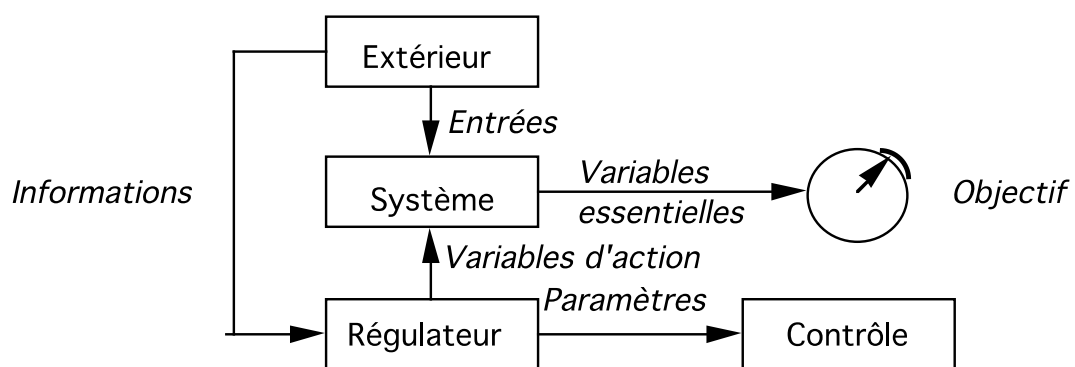 Extérieur
Entrées
Informations
Système
Variables
essentielles
Objectif
Variables d'action
Paramètres
Régulateur
Contrôle